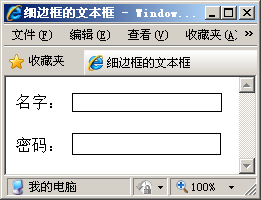 细边框的文本框 - Window...
文件(F) 编辑(E) 查看(V) 收藏夹(A) »
收藏夹 细边框的文本框
名字：
密码：
我的电脑 100%